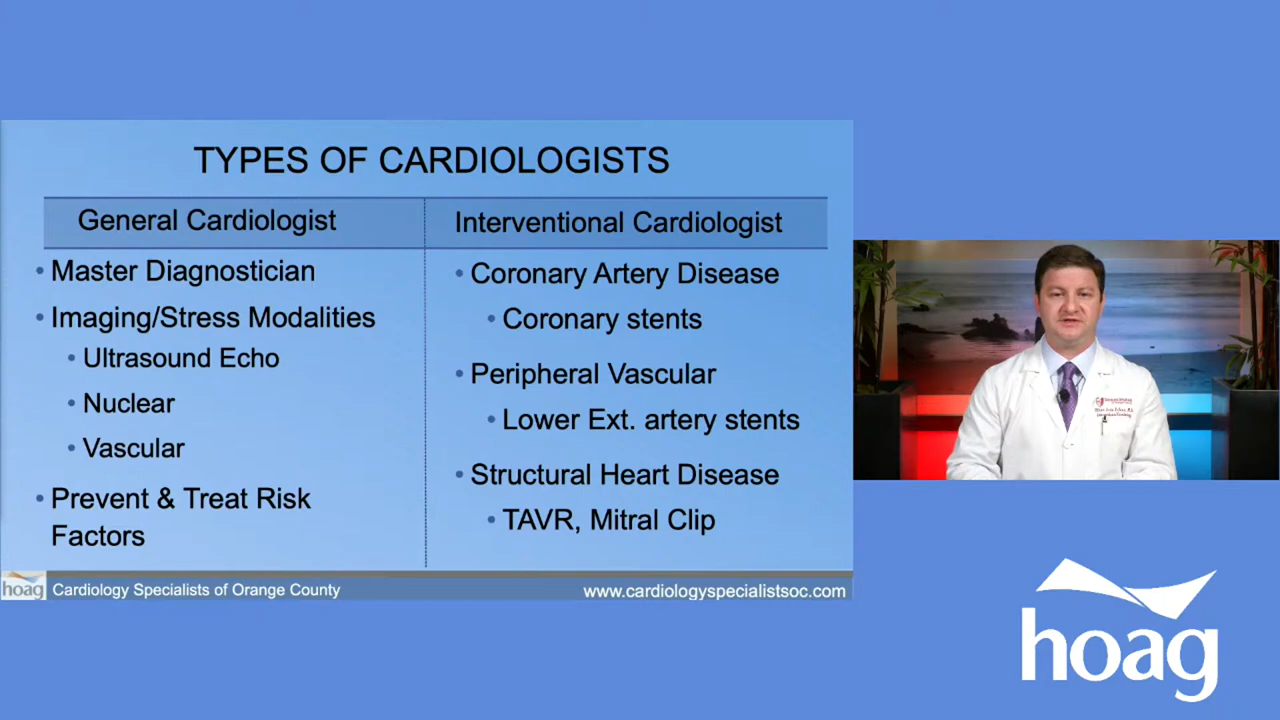 TYPES OF CARDIOLOGISTS
General Cardiologist
• Master Diagnostician
• Imaging/Stress Modalities
• Ultrasound Echo
• Nuclear
• Vascular
• Prevent & Treat Risk
Factors
Interventional Cardiologist
• Coronary Artery Disease
• Coronary stents
• Peripheral Vascular
• Lower Ext. artery stents
• Structural Heart Disease
• TAVR, Mitral Clip
hoag
Cardiology Specialists of Orange County
www.cardiologyspecialistsoc.com
hoag